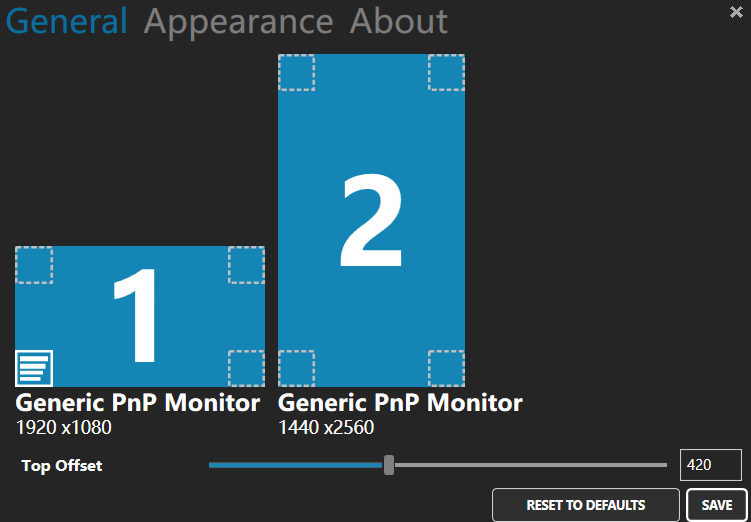 General Appearance About
2
1
Generic PnP Monitor Generic PnP Monitor
1920 x1080 1440 x2560
Top Offset 420
RESET TO DEFAULTS SAVE